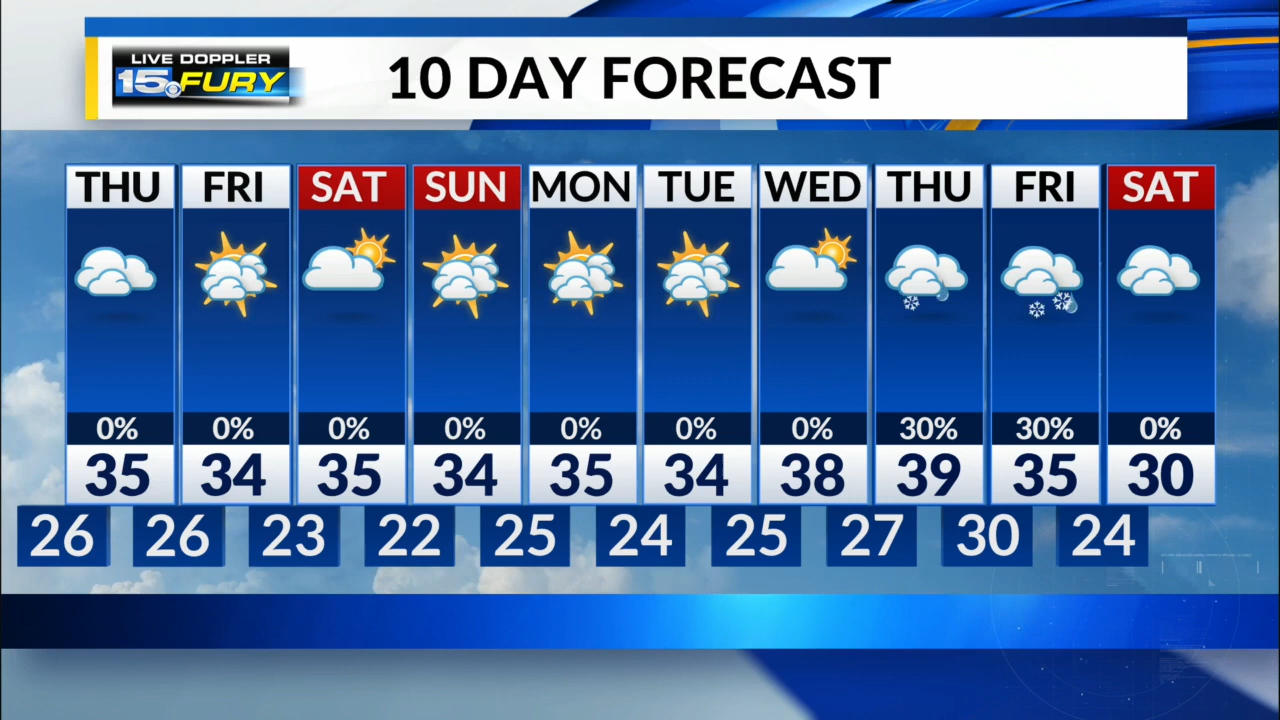 LIVE DOPPLER
15 FURY
10 DAY FORECAST
THU FRI SAT SUN MON TUE WED THU FRI SAT
0% 0% 0% 0% 0% 0% 0% 30% 30% 0%
35 34 35 34 35 34 38 39 35 30
26 26 23 22 25 24 25 27 30 24